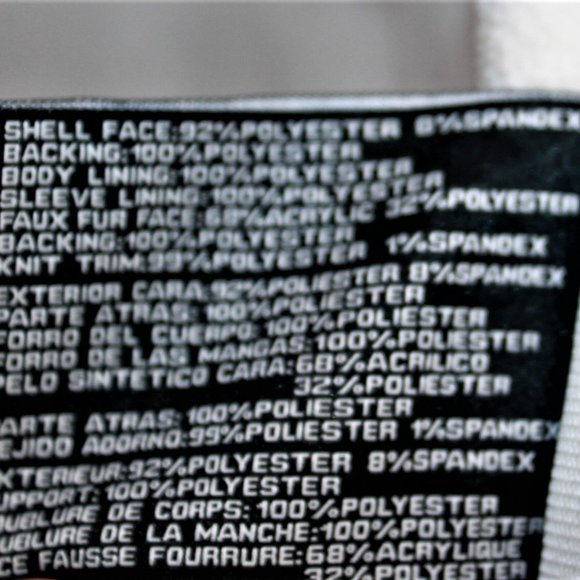 SHELL FACE:92%POLYESTER 8%SPANDEX
BACKING:100%POLYESTER
BODY LINING:100%POLYESTER
SLEEVE LINING:100%POLYESTER
FAUX FUR FACE:68%ACRYLIC 32%POLYESTER
BACKING:100%POLYESTER
KNIT TRIM:99%POLYESTER 1%SPANDEX
EXTERIOR CARA:92%POLIESTER 8%SPANDEX
PARTE ATRAS:100%POLIESTER
FORRO DEL CUERPO:100%POLIESTER
FORRO DE LAS MANGAS:100%POLIESTER
PELO SINTETICO CARA:68%ACRILICO
32%POLIESTER
ARTE ATRAS:100%POLIESTER
EJIDO ADORNO:99%POLIESTER 1%SPANDEX
XTERIEUR:92%POLYESTER 8%SPANDEX
UPPORT:100%POLYESTER
OUBLURE DE CORPS:100%POLYESTER
UBLURE DE LA MANCHE:100%POLYESTER
CE FAUSSE FOURRURE:68%ACRYLIQUE
32%POLYESTER